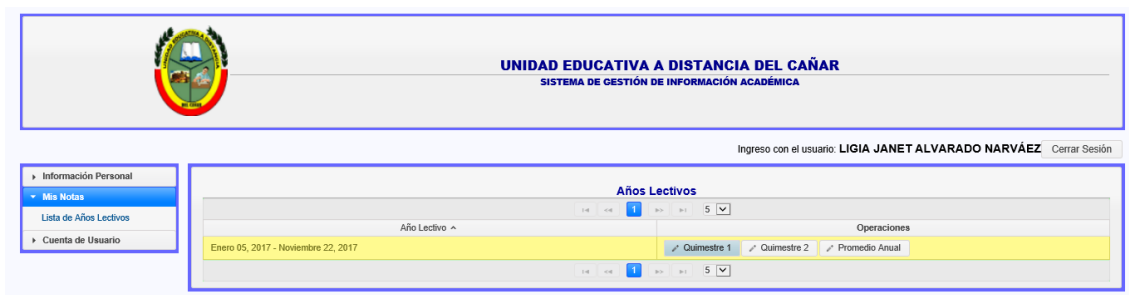 UNIDAD EDUCATIVA A DISTANCIA DEL CAÑAR
SISTEMA DE GESTIÓN DE INFORMACIÓN ACADÉMICA
Ingreso con el usuario: LIGIA JANET ALVARADO NARVÁEZ Cerrar Sesión
Información Personal
Mis Notas
Lista de Años Lectivos
Cuenta de Usuario
Años Lectivos
1 5
Año Lectivo Operaciones
Enero 05, 2017 - Noviembre 22, 2017 Quimestre 1 Quimestre 2 Promedio Anual
1 5